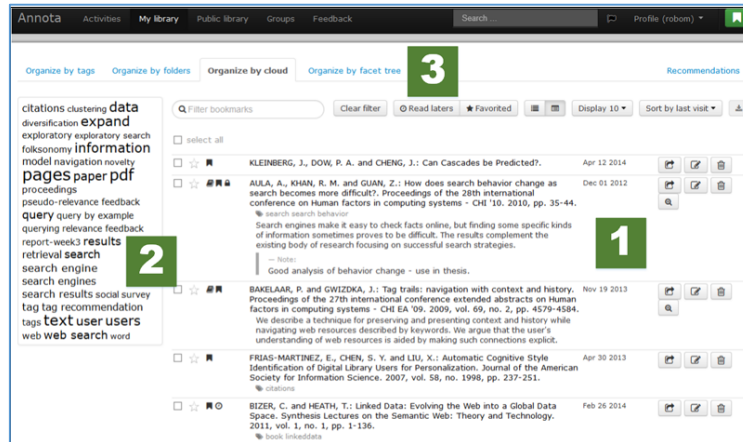 Annota Activities My library Public library Groups Feedback Search ... Profile (robom)
3
Organize by tags Organize by folders Organize by cloud Organize by facet tree Recommendations
citations clustering data
diversification expand
exploratory exploratory search
folksonomy information
model navigation novelty
pages paper pdf
proceedings
pseudo-relevance feedback
query query by example
querying relevance feedback
report-week3 results
retrieval search
search engine
search engines
search results social survey
tag tag recommendation
tags text user users
web web search word
2
Filter bookmarks Clear filter Read laters Favorited Display 10 Sort by last visit
select all
KLEINBERG, J., DOW, P. A. and CHENG, J.: Can Cascades be Predicted?. Apr 12 2014
AULA, A., KHAN, R. M. and GUAN, Z.: How does search behavior change as Dec 01 2012
search becomes more difficult?. Proceedings of the 28th international
conference on Human factors in computing systems - CHI '10. 2010, pp. 35-44.
search search behavior
Search engines make it easy to check facts online, but finding some specific kinds
of information sometimes proves to be difficult. The results complement the
existing body of research focusing on successful search strategies.
— Note:
Good analysis of behavior change - use in thesis.
1
BAKELAAR, P. and GWIZDKA, J.: Tag trails: navigation with context and history. Nov 19 2013
Proceedings of the 27th international conference extended abstracts on Human
factors in computing systems - CHI EA '09. 2009, vol. 69, no. 2, pp. 4579-4584.
We describe a technique for preserving and presenting context and history while
navigating web resources described by keywords. We argue that the user's
understanding of web resources is aided by making such connections explicit.
FRIAS-MARTINEZ, E., CHEN, S. Y. and LIU, X.: Automatic Cognitive Style Apr 30 2013
Identification of Digital Library Users for Personalization. Journal of the American
Society for Information Science. 2007, vol. 58, no. 1998, pp. 237-251.
citations
BIZER, C. and HEATH, T.: Linked Data: Evolving the Web into a Global Data Feb 26 2014
Space. Synthesis Lectures on the Semantic Web: Theory and Technology.
2011, vol. 1, no. 1, pp. 1-136.
book linkeddata